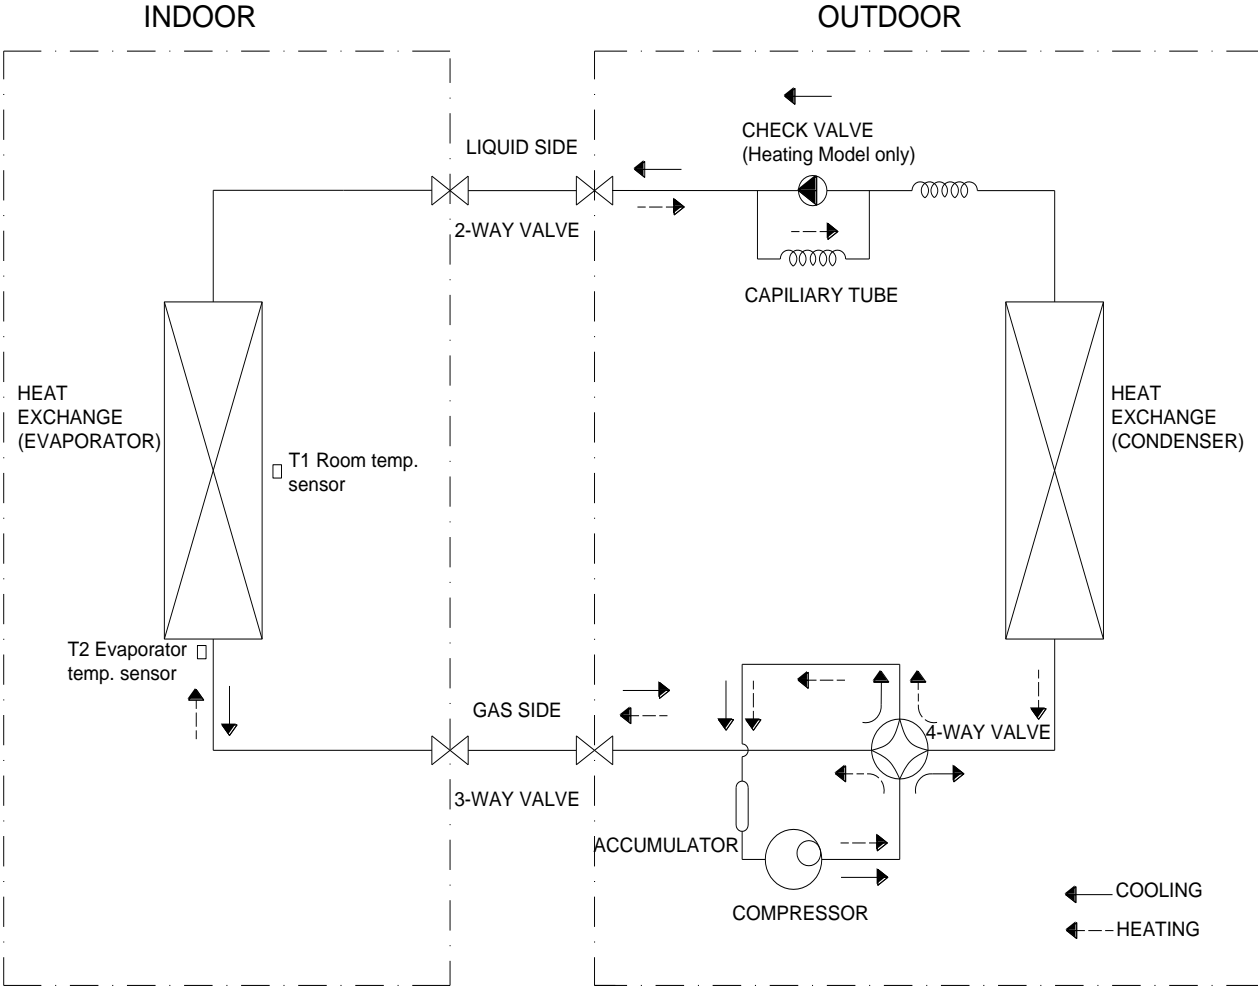 INDOOR
OUTDOOR
CHECK VALVE
(Heating Model only)
LIQUID SIDE
2-WAY VALVE
CAPILIARY TUBE
HEAT
EXCHANGE
(EVAPORATOR)
HEAT
EXCHANGE
(CONDENSER)
T1 Room temp.
sensor
T2 Evaporator
temp. sensor
GAS SIDE
4-WAY VALVE
3-WAY VALVE
ACCUMULATOR
COMPRESSOR
COOLING
HEATING